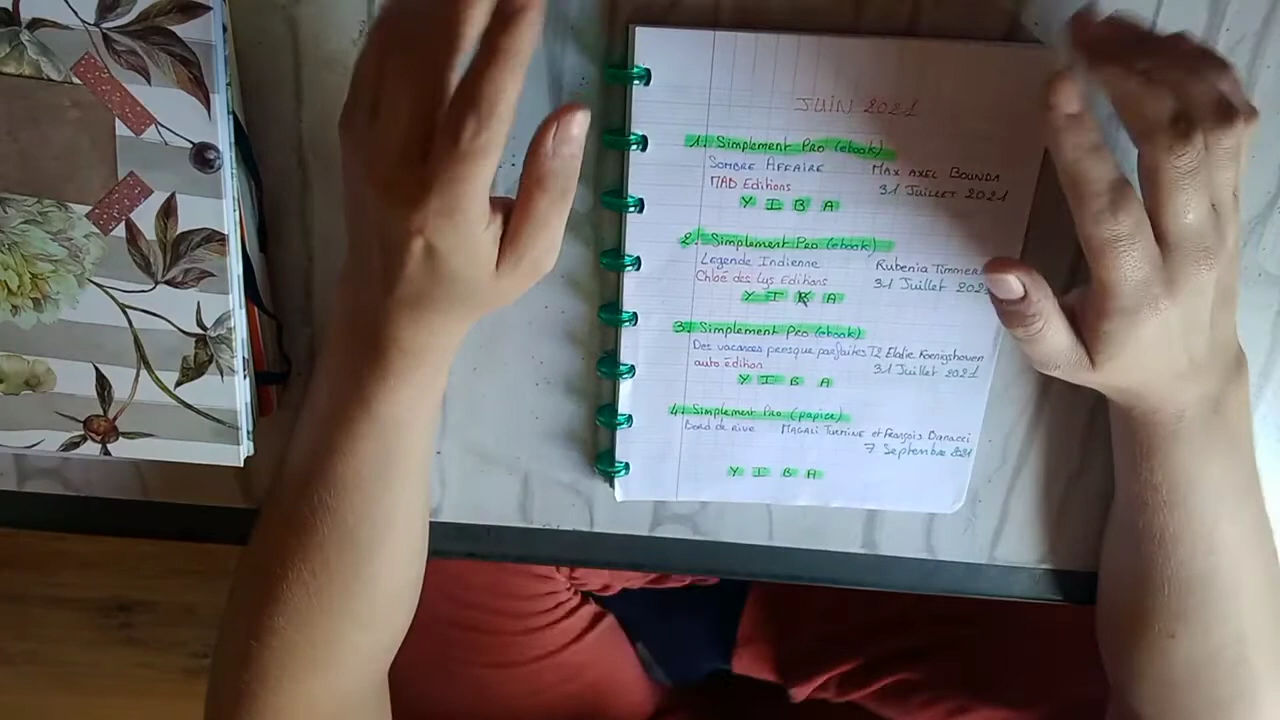 JUIN 2021
1. Simplement Pro (ebook)
SOMBRE AFFAIRE MAX AXEL BOUNDA
MAD Editions 31 JUILLET 2021
Y I B A
2. Simplement Pro (ebook)
Legende Indienne Rubenia Timmer
Chloé des Lys Editions 31 Juillet 202
Y I B A
3. Simplement Pro (ebook)
Des vacances presque parfaites T2 Elodie Koenigshoven
auto édition 31 Juillet 2021
Y I B A
4. Simplement Pro (papier)
Bord de rive MAGALI et François
7 Septembre 2021
Y I B A